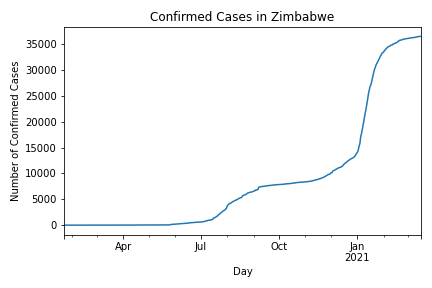 Confirmed Cases in Zimbabwe
Number of Confirmed Cases
35000
30000
25000
20000
15000
10000
5000
0
Apr
Jul
Oct
Jan
2021
Day